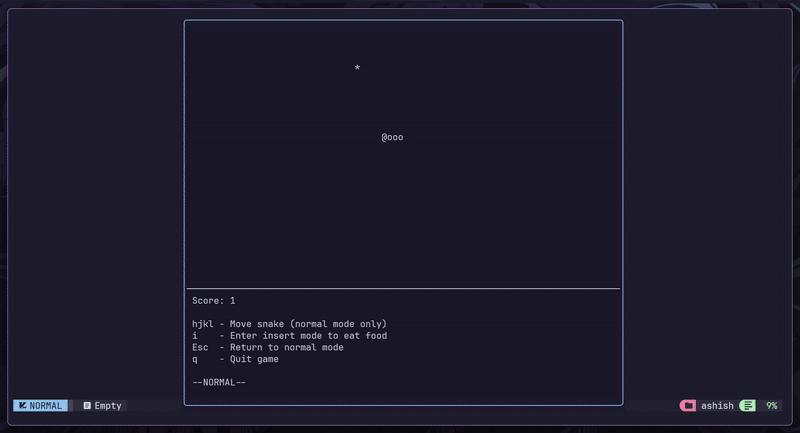 *
@ooo
Score: 1
hjkl - Move snake (normal mode only)
i    - Enter insert mode to eat food
Esc  - Return to normal mode
q    - Quit game
--NORMAL--
NORMAL Empty ashish 9%